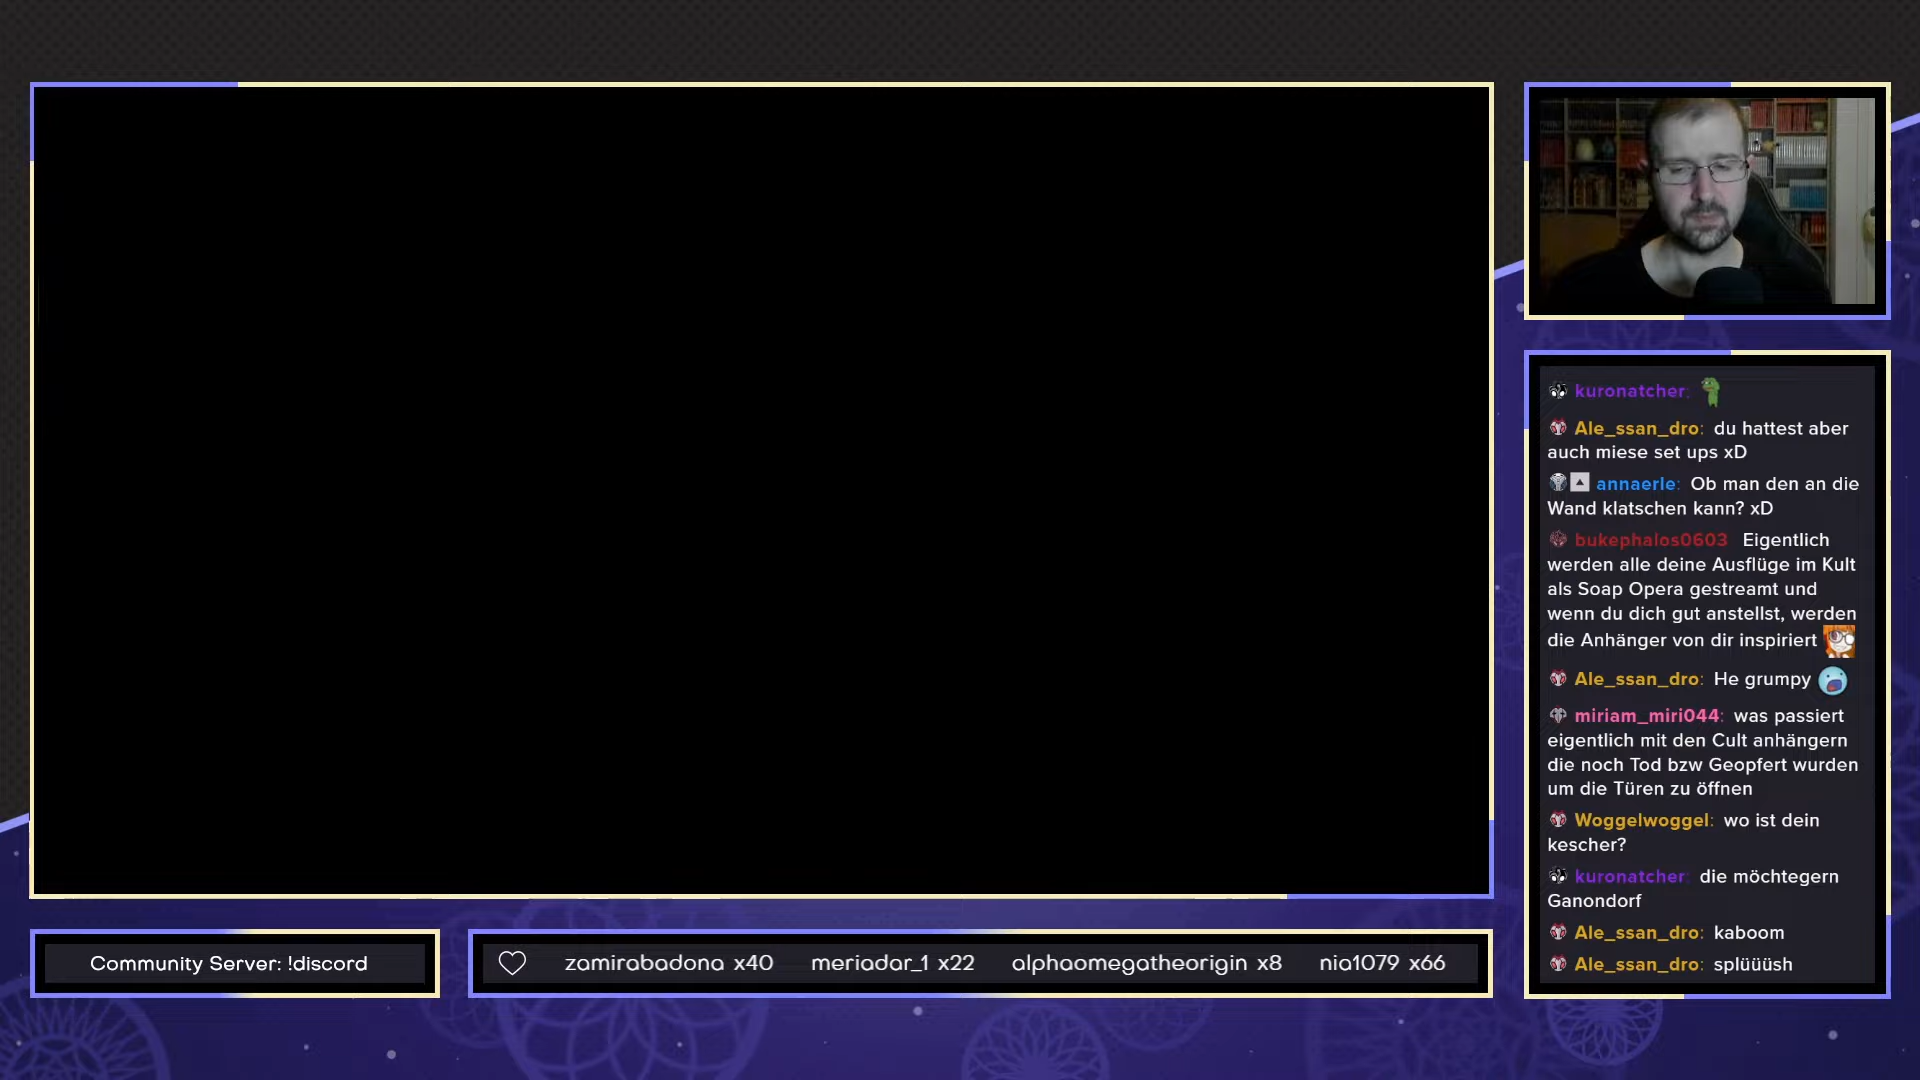 kuronatcher:
Ale_ssan_dro: du hattest aber
auch miese set ups xD
annaerle: Ob man den an die
Wand klatschen kann? xD
bukephalos0603 Eigentlich
werden alle deine Ausflüge im Kult
als Soap Opera gestreamt und
wenn du dich gut anstellst, werden
die Anhänger von dir inspiriert
Ale_ssan_dro: He grumpy
miriam_miri044: was passiert
eigentlich mit den Cult anhängern
die noch Tod bzw Geopfert wurden
um die Türen zu öffnen
Woggelwoggel: wo ist dein
kescher?
kuronatcher: die möchtegern
Ganondorf
Ale_ssan_dro: kaboom
Ale_ssan_dro: splüüüsh
Community Server: !discord
zamirabadona x40 meriadar_1 x22 alphaomegatheorigin x8 nia1079 x66